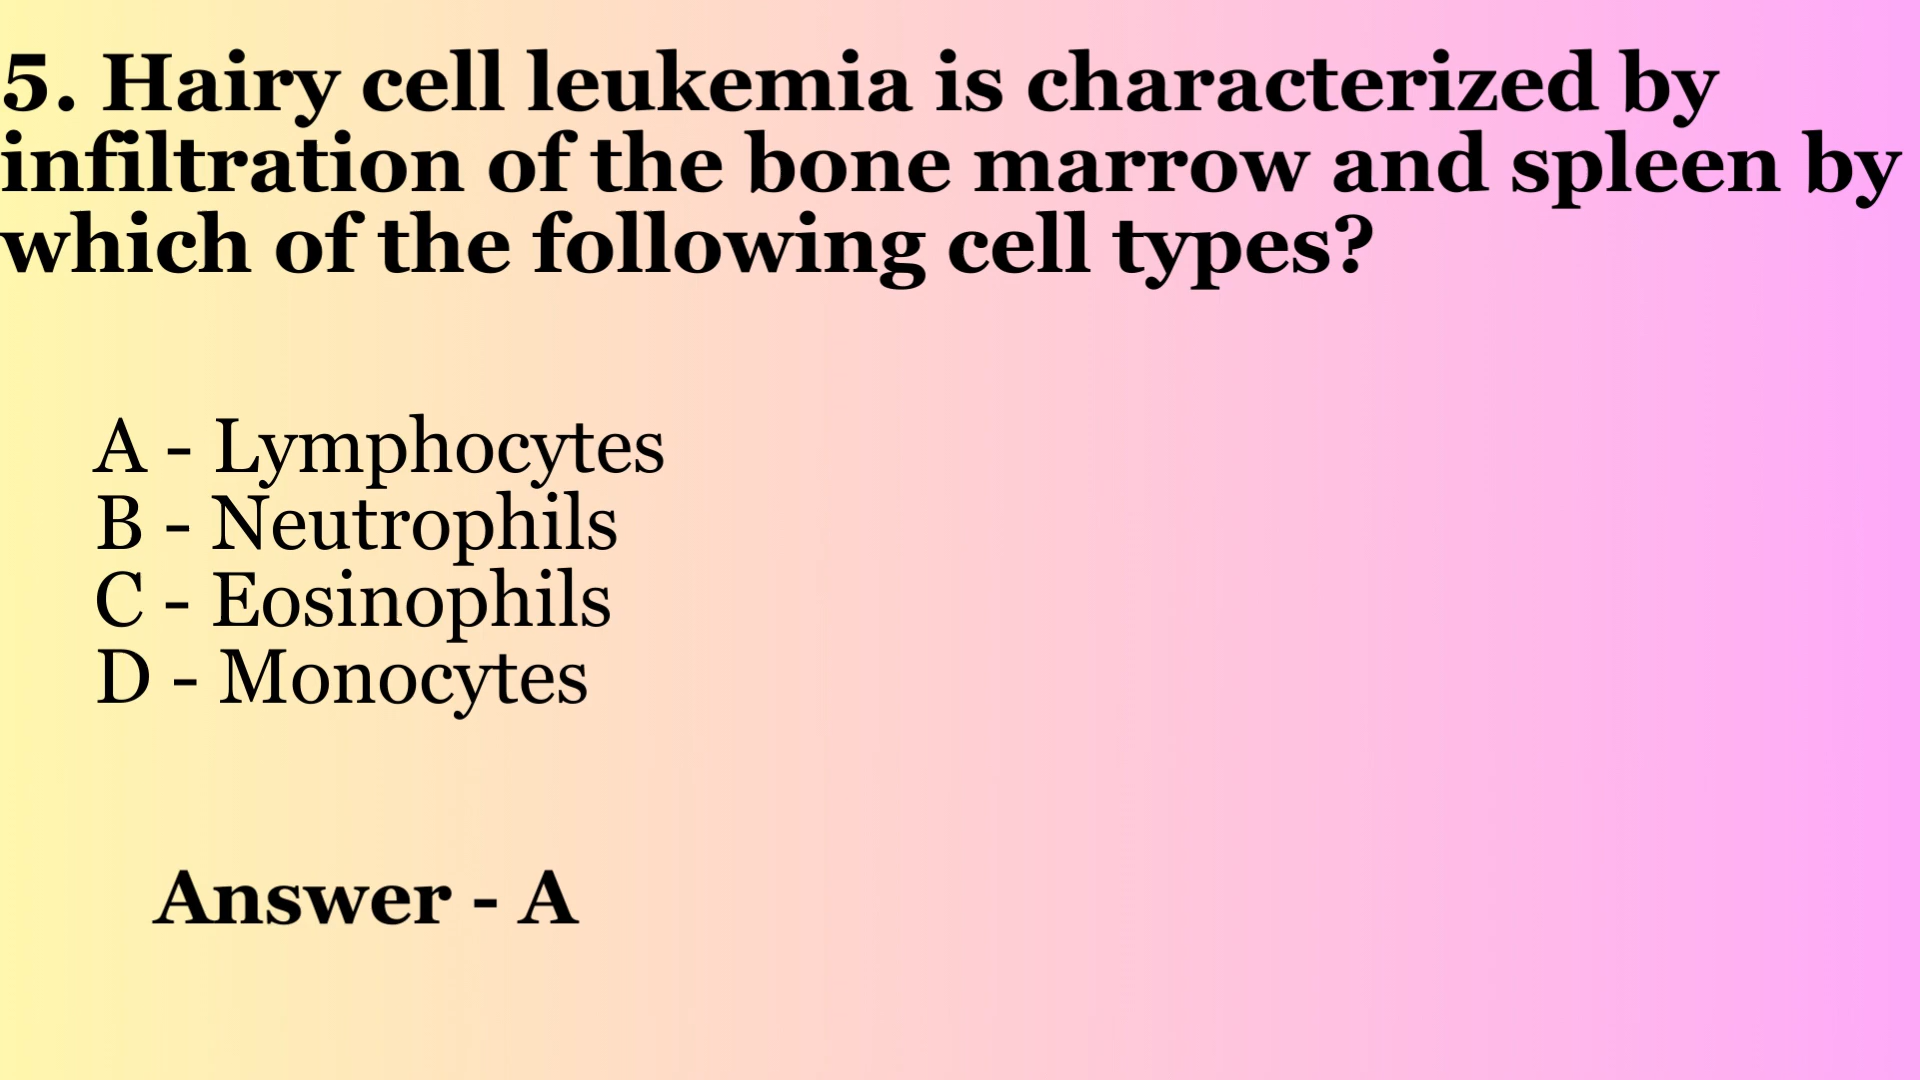 5. Hairy cell leukemia is characterized by
infiltration of the bone marrow and spleen by
which of the following cell types?
A - Lymphocytes
B - Neutrophils
C - Eosinophils
D - Monocytes
Answer - A